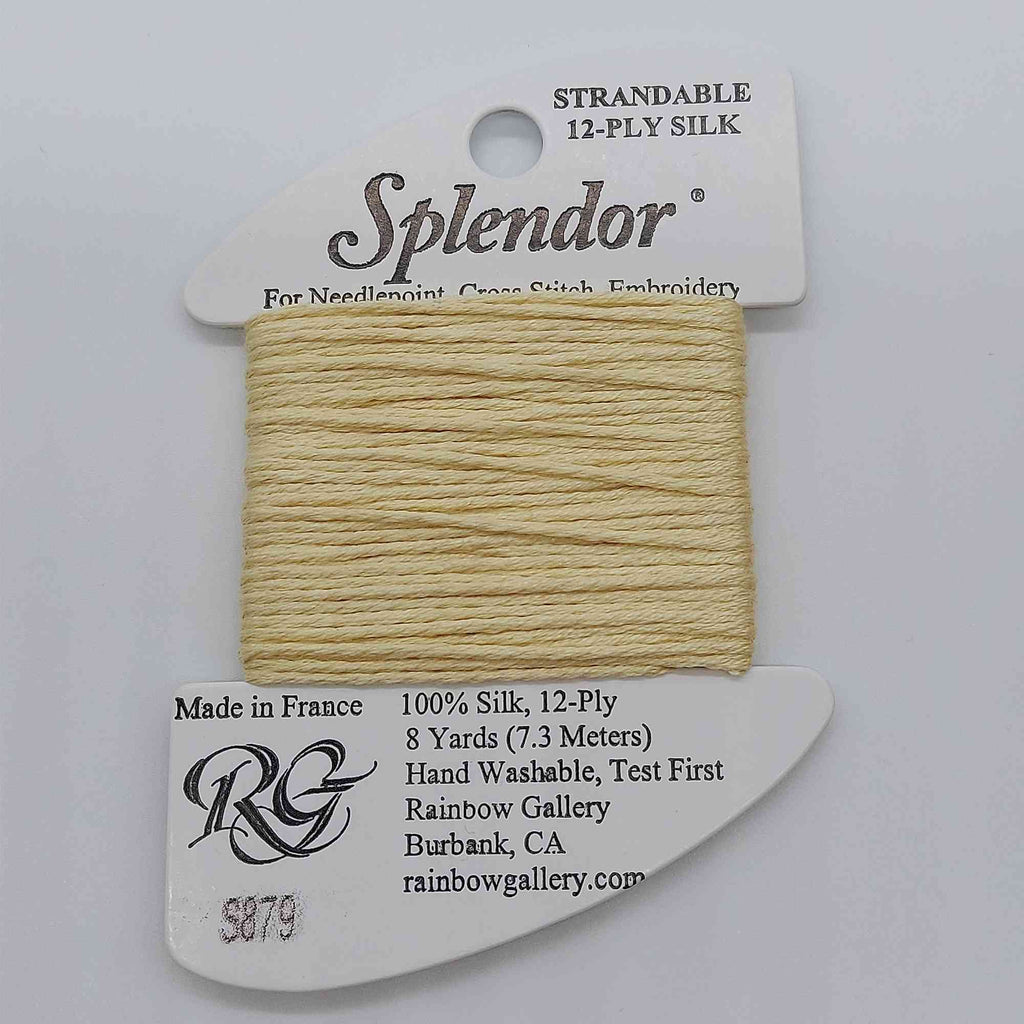 STRANDABLE
12-PLY SILK
Splendor ®
For Needlepoint, Cross Stitch, Embroidery
Made in France
RG
100% Silk, 12-Ply
8 Yards (7.3 Meters)
Hand Washable, Test First
Rainbow Gallery
Burbank, CA
rainbowgallery.com
S879